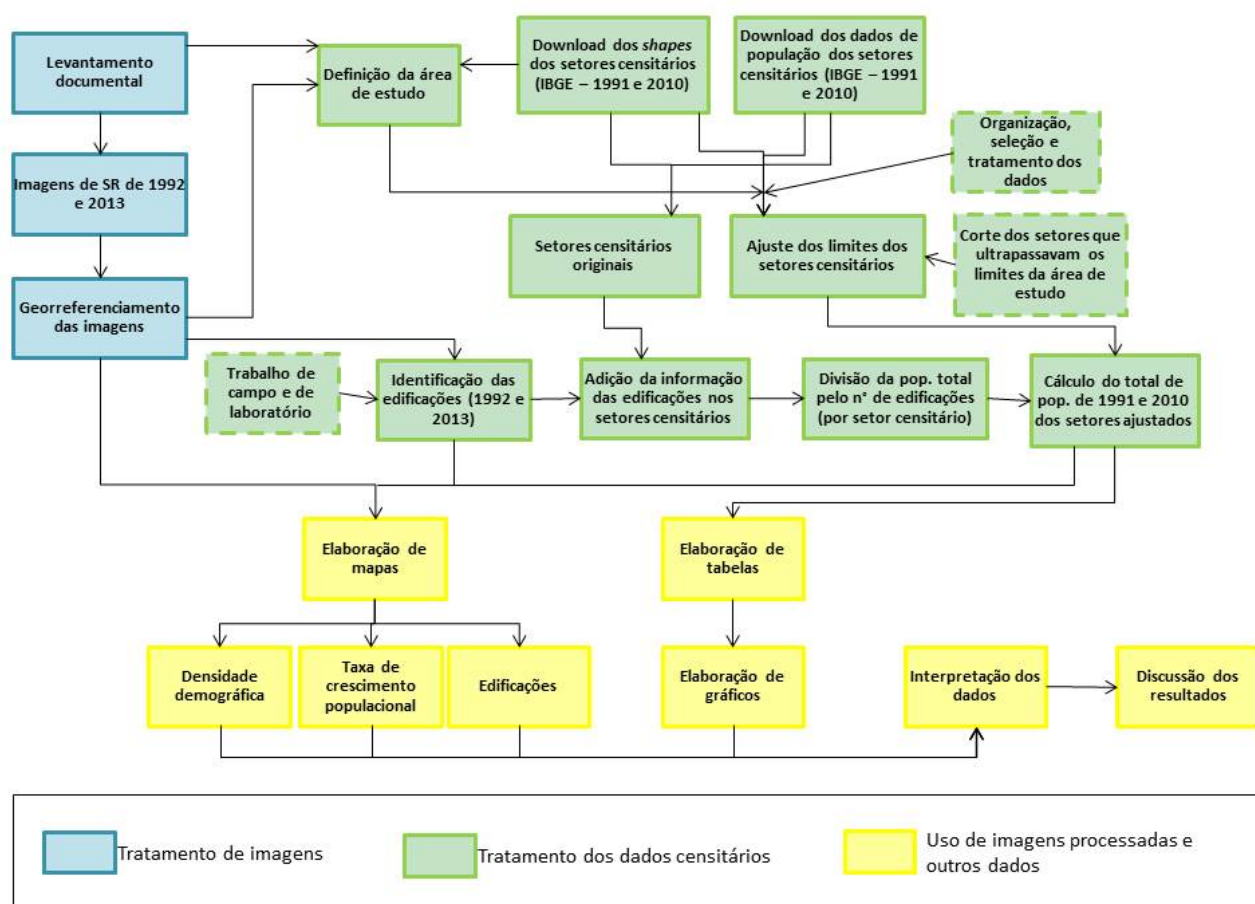 Levantamento
documental
Definição da área
de estudo
Download dos shapes
dos setores censitários
(IBGE – 1991 e 2010)
Download dos dados de
população dos setores
censitários (IBGE – 1991
e 2010)
Organização,
seleção e
tratamento dos
dados
Imagens de SR de 1992
e 2013
Setores censitários
originais
Ajuste dos limites dos
setores censitários
Corte dos setores que
ultrapassavam os
limites da área de
estudo
Georreferenciamento
das imagens
Trabalho de
campo e de
laboratório
Identificação das
edificações (1992 e
2013)
Adição da informação
das edificações nos
setores censitários
Divisão da pop. total
pelo n° de edificações
(por setor censitário)
Cálculo do total de
pop. de 1991 e 2010
dos setores ajustados
Elaboração de
mapas
Elaboração de
tabelas
Densidade
demográfica
Taxa de
crescimento
populacional
Edificações
Elaboração de
gráficos
Interpretação dos
dados
Discussão dos
resultados
Tratamento de imagens
Tratamento dos dados censitários
Uso de imagens processadas e
outros dados